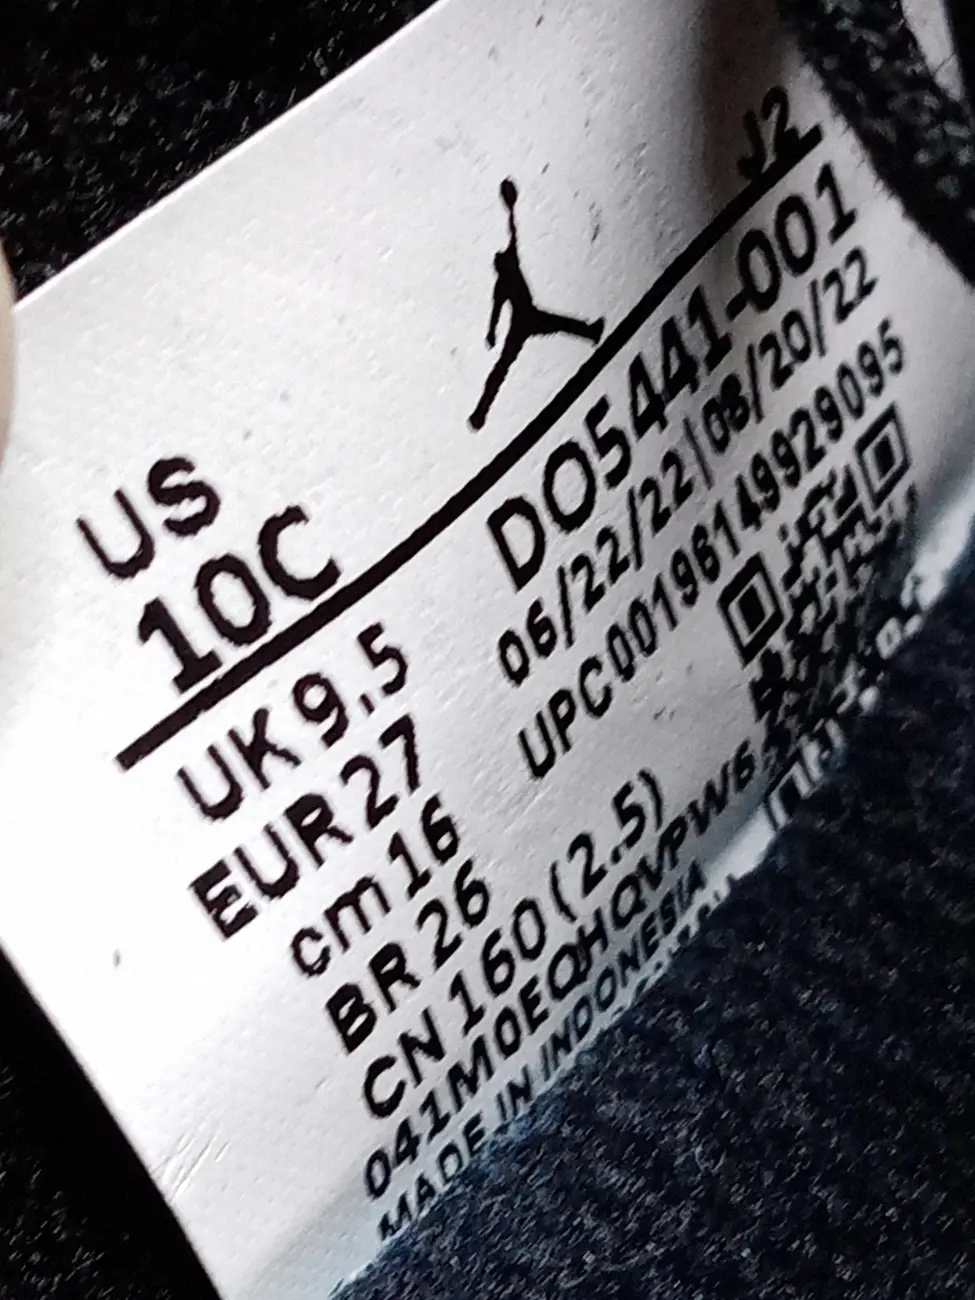 J2
US
10C
DO5441-001
06/22/22|08/20/22
UPC00196149929095
UK 9.5
EUR 27
cm 16
BR 26
CN 160 (2.5)
041M0EQHQVPW6
MADE IN INDONESIA